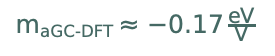 m_aGC-DFT ≈ −0.17 eV/V